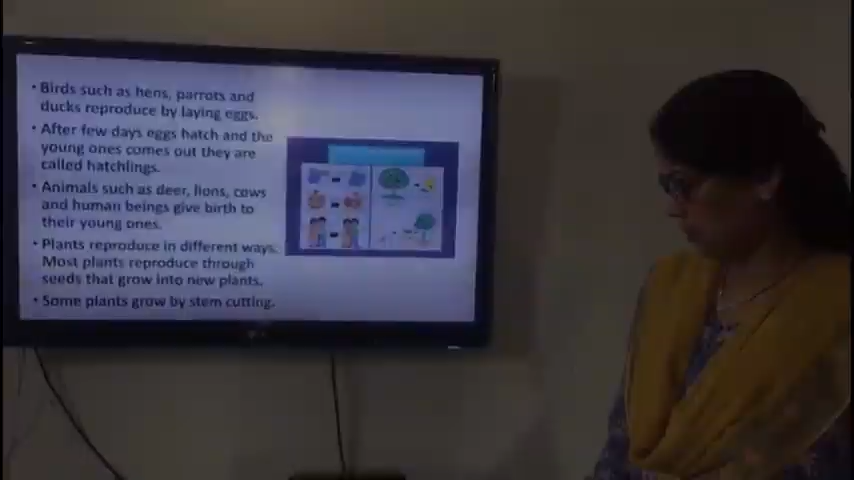 • Birds such as hens, parrots and
ducks reproduce by laying eggs.
• After few days eggs hatch and the
young ones comes out they are
called hatchlings.
• Animals such as deer, lions, cows
and human beings give birth to
their young ones.
• Plants reproduce in different ways.
Most plants reproduce through
seeds that grow into new plants.
• Some plants grow by stem cutting.